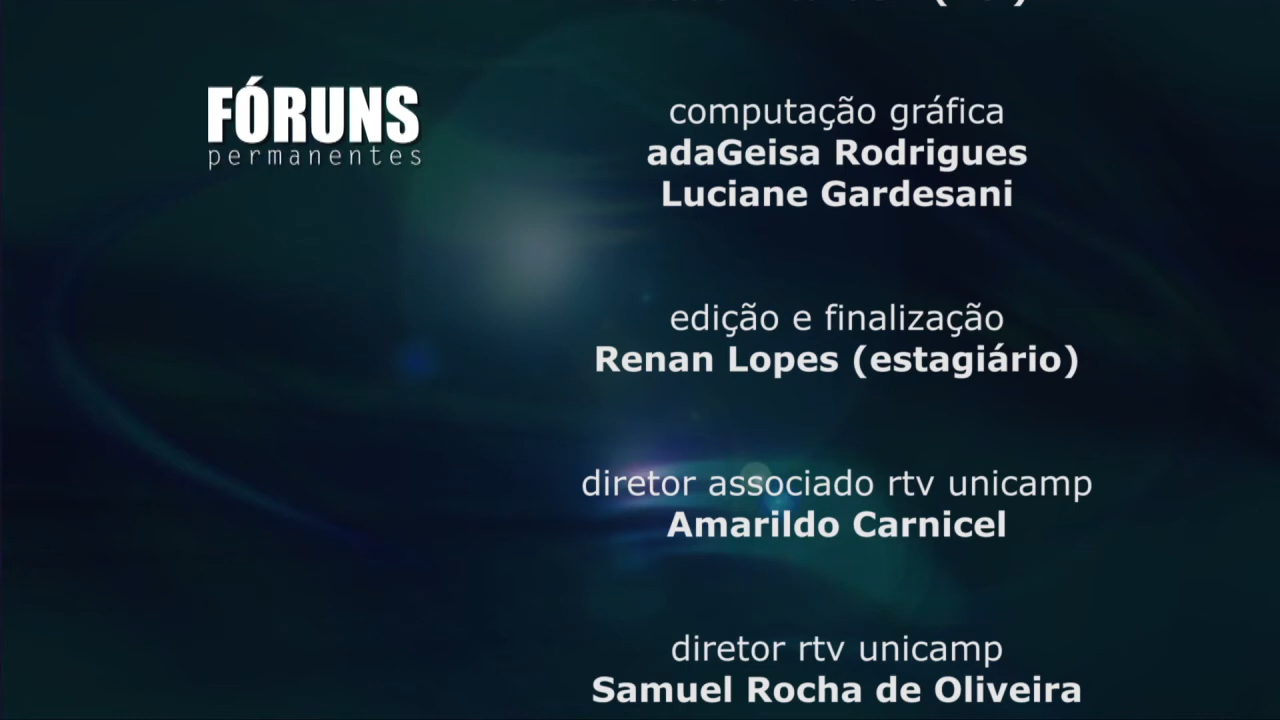 FÓRUNS
permanentes
computação gráfica
adaGeisa Rodrigues
Luciane Gardesani
edição e finalização
Renan Lopes (estagiário)
diretor associado rtv unicamp
Amarildo Carnicel
diretor rtv unicamp
Samuel Rocha de Oliveira